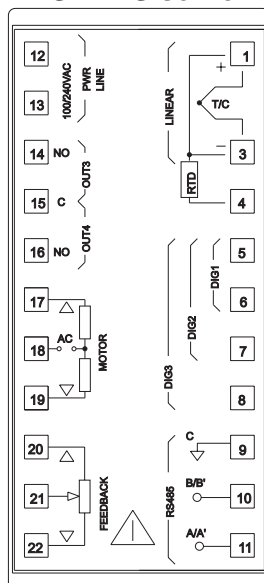 12
13
14
15
16
17
18
19
20
21
22
100/240VAC
PWR
LINE
NO
C
NO
OUT3
OUT4
AC
MOTOR
FEEDBACK
LINEAR
+
T/C
−
RTD
DIG1
DIG2
DIG3
C
B/B'
A/A'
RS485
1
3
4
5
6
7
8
9
10
11